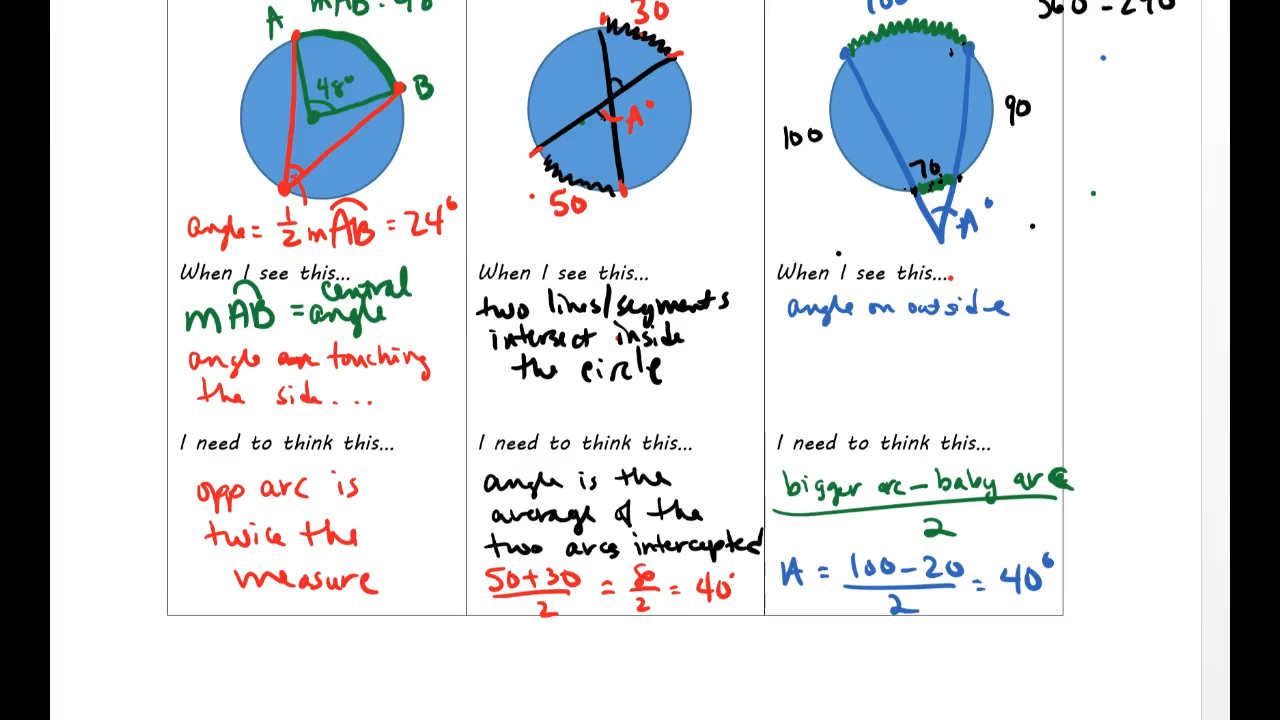 A
48°
B
angle = 1/2 mAB = 24°
When I see this...
mAB = central angle
angle touching
the side ....
I need to think this...
opp arc is
twice the
measure
30
A°
50
When I see this...
two lines/segments
intersect inside
the circle
I need to think this...
angle is the
average of the
two arcs intercepted
50+30/2 = 80/2 = 40°
100
90
70
A°
When I see this...
angle on outside
I need to think this...
bigger arc - baby arc
2
A = 100-20/2 = 40°